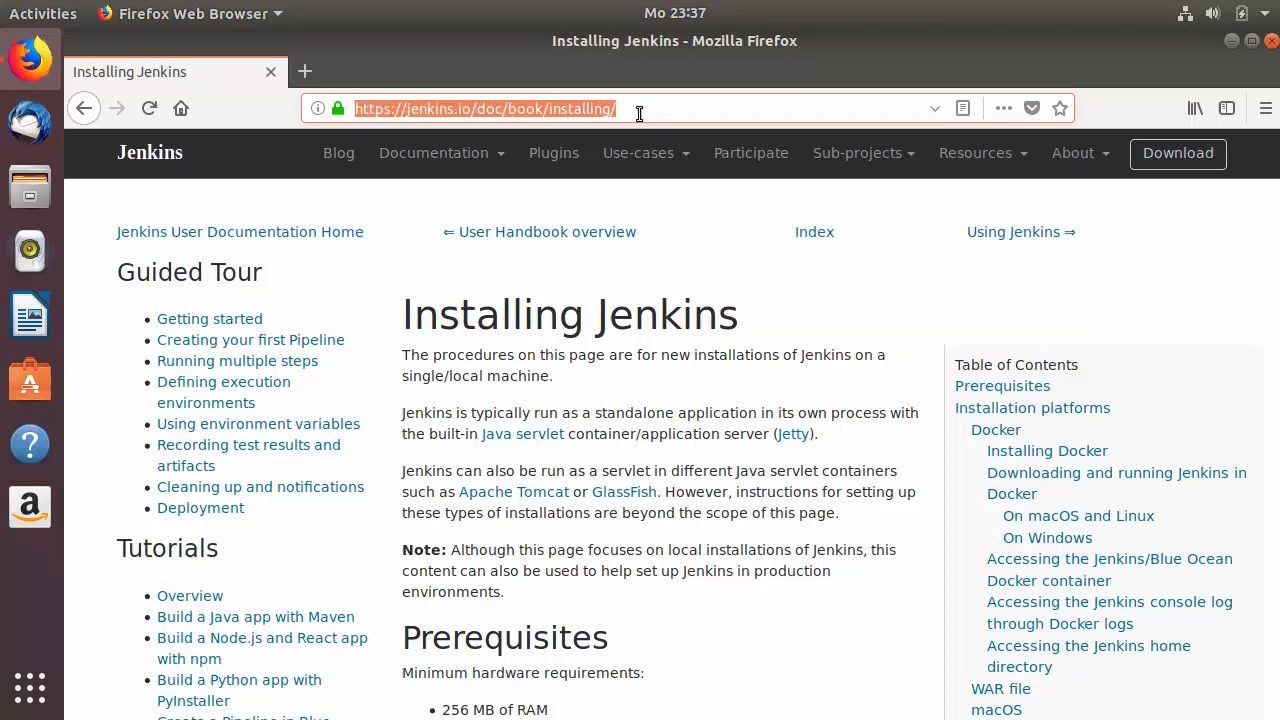 Activities
Firefox Web Browser
Mo 23:37
Installing Jenkins - Mozilla Firefox
Installing Jenkins
https://jenkins.io/doc/book/installing/
Jenkins
Blog
Documentation
Plugins
Use-cases
Participate
Sub-projects
Resources
About
Download
Jenkins User Documentation Home
⇐ User Handbook overview
Index
Using Jenkins ⇒
Guided Tour
Getting started
Creating your first Pipeline
Running multiple steps
Defining execution
environments
Using environment variables
Recording test results and
artifacts
Cleaning up and notifications
Deployment
Tutorials
Overview
Build a Java app with Maven
Build a Node.js and React app
with npm
Build a Python app with
PyInstaller
Create a Pipeline in Blue
Installing Jenkins
The procedures on this page are for new installations of Jenkins on a
single/local machine.
Jenkins is typically run as a standalone application in its own process with
the built-in Java servlet container/application server (Jetty).
Jenkins can also be run as a servlet in different Java servlet containers
such as Apache Tomcat or GlassFish. However, instructions for setting up
these types of installations are beyond the scope of this page.
Note: Although this page focuses on local installations of Jenkins, this
content can also be used to help set up Jenkins in production
environments.
Prerequisites
Minimum hardware requirements:
256 MB of RAM
Table of Contents
Prerequisites
Installation platforms
Docker
Installing Docker
Downloading and running Jenkins in
Docker
On macOS and Linux
On Windows
Accessing the Jenkins/Blue Ocean
Docker container
Accessing the Jenkins console log
through Docker logs
Accessing the Jenkins home
directory
WAR file
macOS